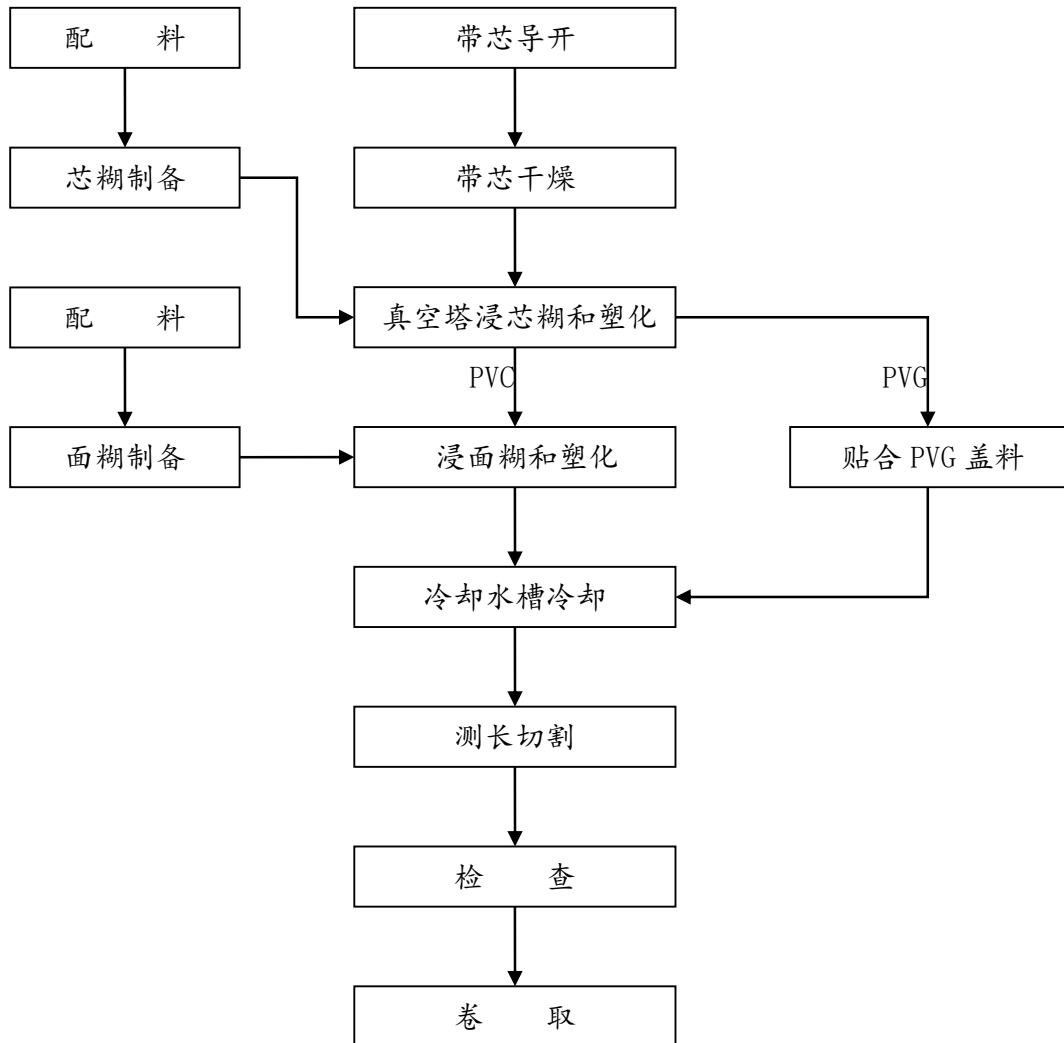 配 料
带芯导开
芯糊制备
带芯干燥
配 料
真空塔浸芯糊和塑化
PVC
PVG
面糊制备
浸面糊和塑化
贴合 PVG 盖料
冷却水槽冷却
测长切割
检 查
卷 取